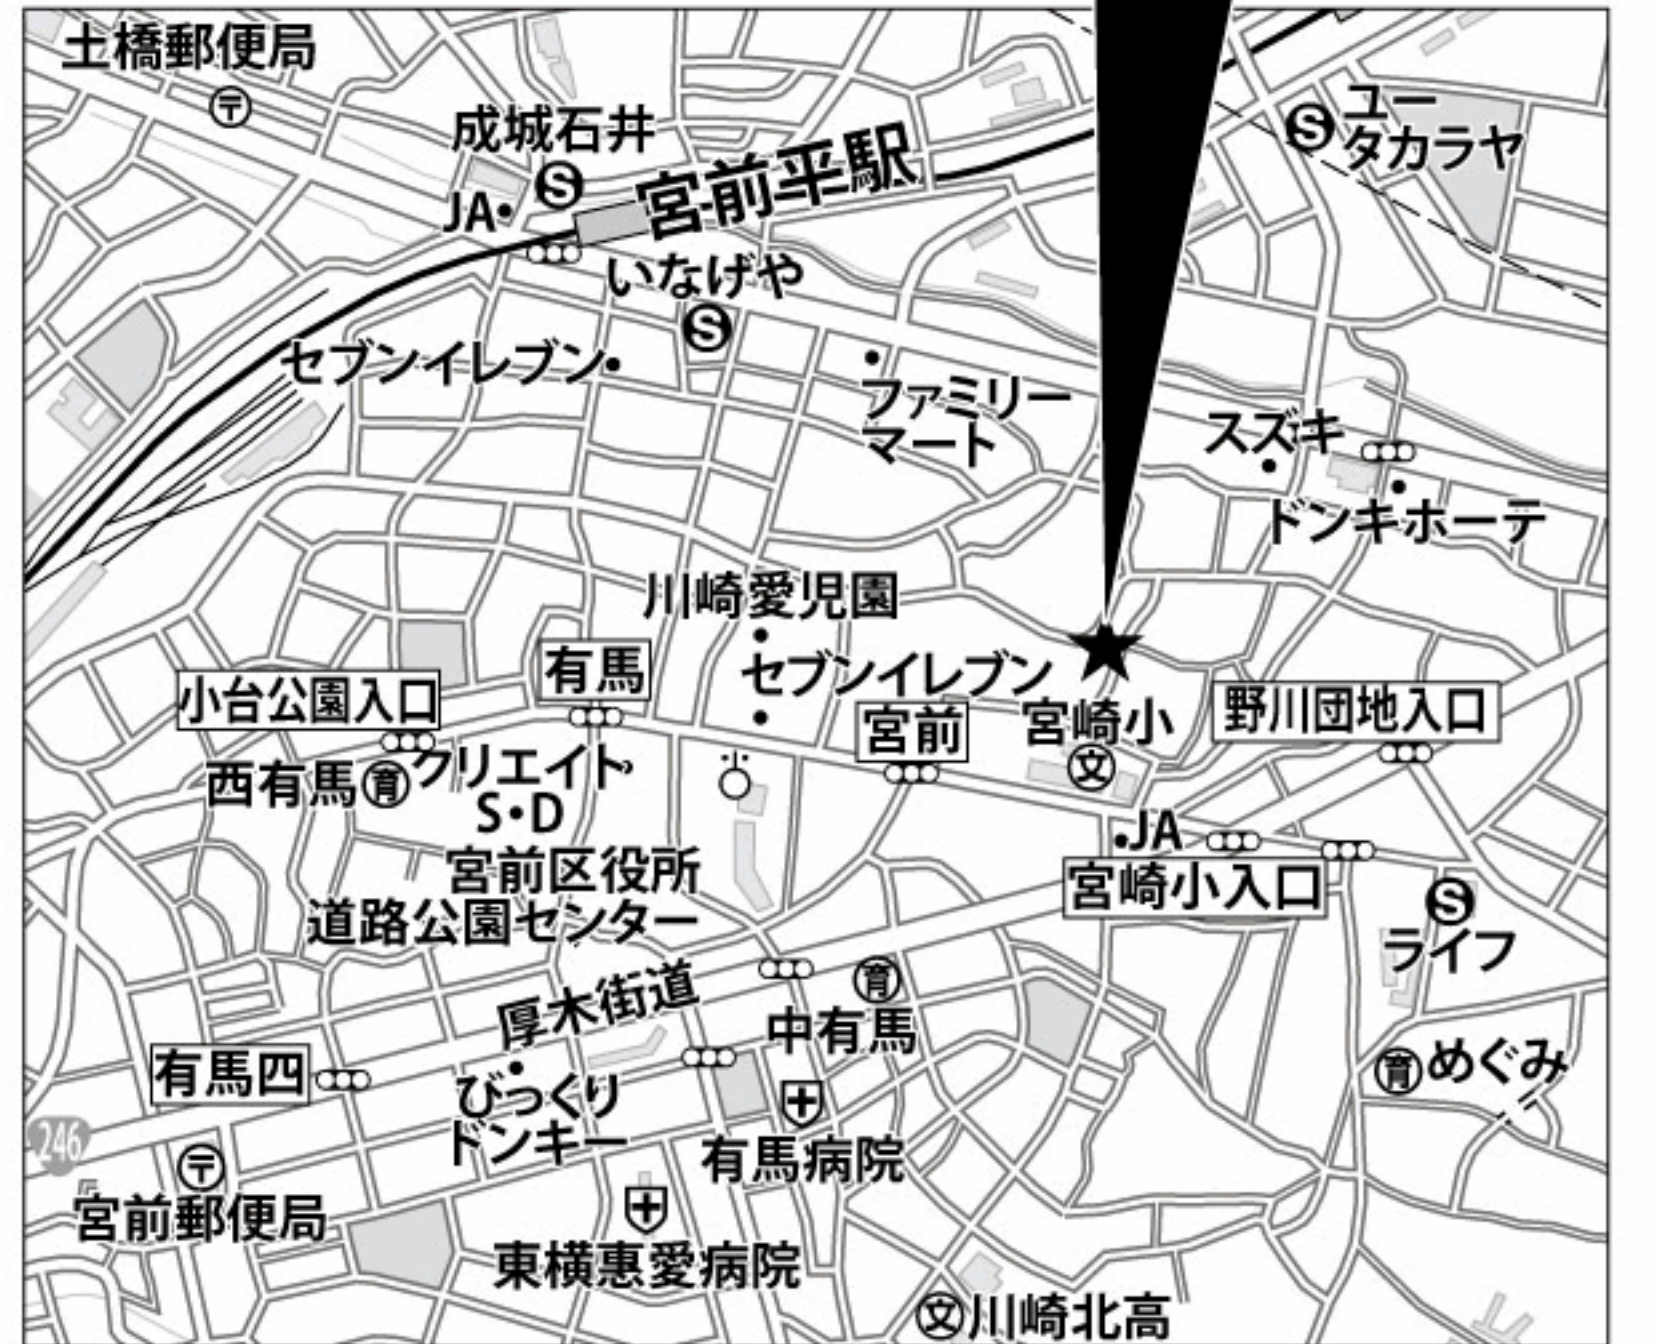 土橋郵便局
〒
成城石井
S
JA
宮前平駅
S
ユー
タカラヤ
いなげや
S
セブンイレブン
ファミリー
マート
スズキ
ドンキホーテ
川崎愛児園
有馬
セブンイレブン
小台公園入口
宮前
宮崎小
文
野川団地入口
西有馬
育
クリエイト
S・D
JA
宮崎小入口
宮前区役所
道路公園センター
S
ライフ
厚木街道
育
中有馬
有馬四
びっくり
ドンキー
育
めぐみ
246
有馬病院
〒
宮前郵便局
東横惠愛病院
文
川崎北高